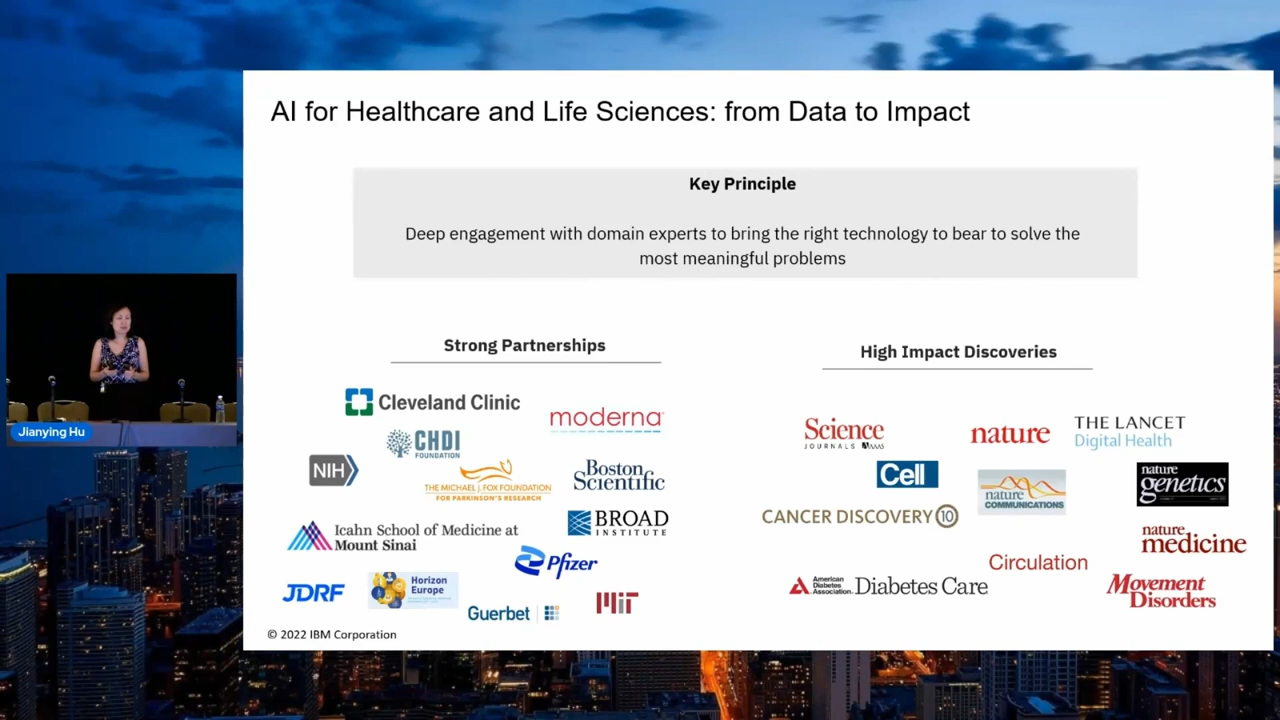 AI for Healthcare and Life Sciences: from Data to Impact
Key Principle
Deep engagement with domain experts to bring the right technology to bear to solve the
most meaningful problems
Strong Partnerships
Cleveland Clinic
moderna
CHDI
FOUNDATION
NIH
THE MICHAEL J. FOX FOUNDATION
FOR PARKINSON'S RESEARCH
Boston
Scientific
Icahn School of Medicine at
Mount Sinai
BROAD
INSTITUTE
Pfizer
JDRF
Horizon
Europe
Guerbet
MIT
High Impact Discoveries
Science
JOURNALS
nature
THE LANCET
Digital Health
Cell
nature
COMMUNICATIONS
nature
genetics
CANCER DISCOVERY 10
nature
medicine
Circulation
American
Diabetes
Association.
Diabetes Care
Movement
Disorders
© 2022 IBM Corporation
Jianying Hu